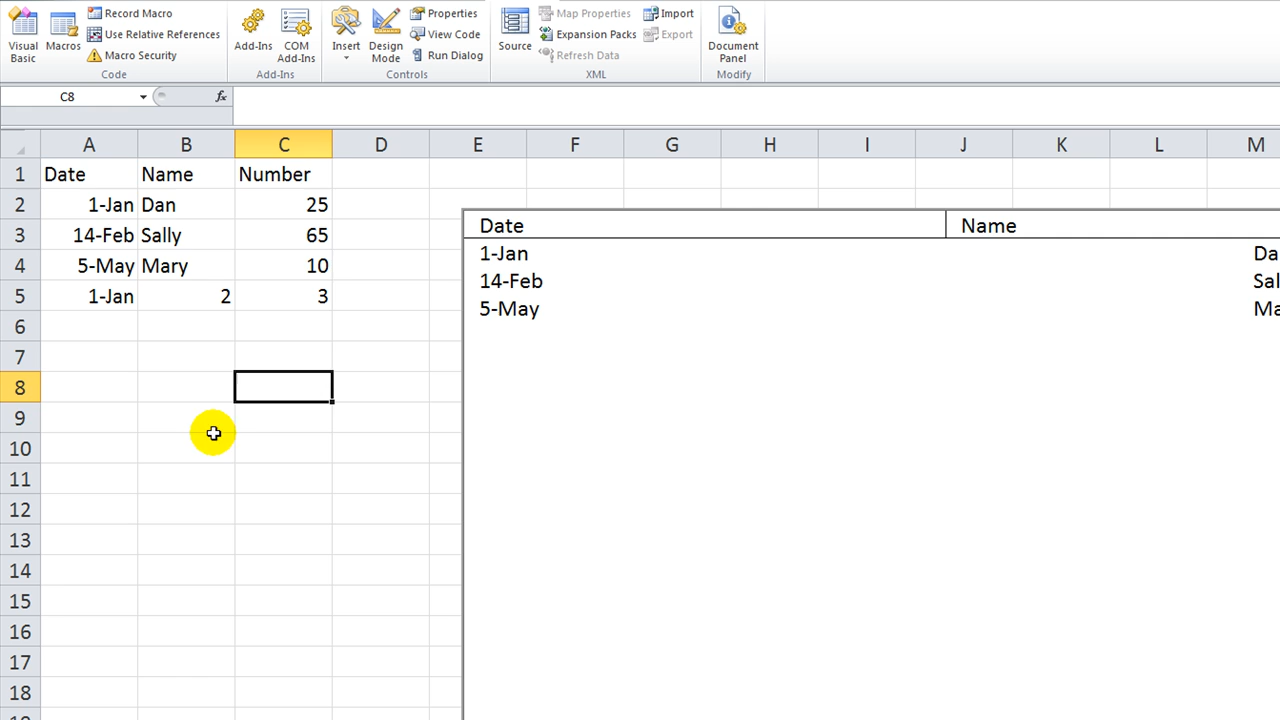 Visual Basic
Macros
Record Macro
Use Relative References
Macro Security
Code
Add-Ins
COM Add-Ins
Add-Ins
Insert
Design Mode
Properties
View Code
Run Dialog
Controls
Source
Map Properties
Expansion Packs
Refresh Data
Import
Export
XML
Document Panel
Modify
C8 fx
A B C D E F G H I J K L M
1 Date Name Number
2 1-Jan Dan 25
3 14-Feb Sally 65
4 5-May Mary 10
5 1-Jan 2 3
6
7
8
9
10
11
12
13
14
15
16
17
18
Date Name
1-Jan Da
14-Feb Sal
5-May Ma